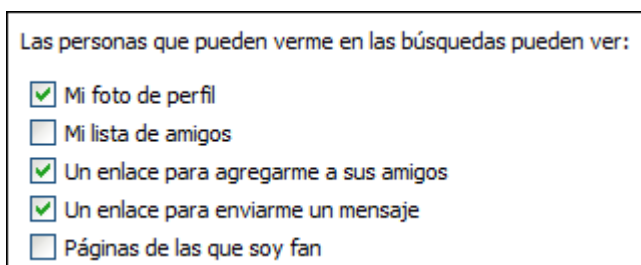 Las personas que pueden verme en las búsquedas pueden ver:
Mi foto de perfil
Mi lista de amigos
Un enlace para agregarme a sus amigos
Un enlace para enviarme un mensaje
Páginas de las que soy fan